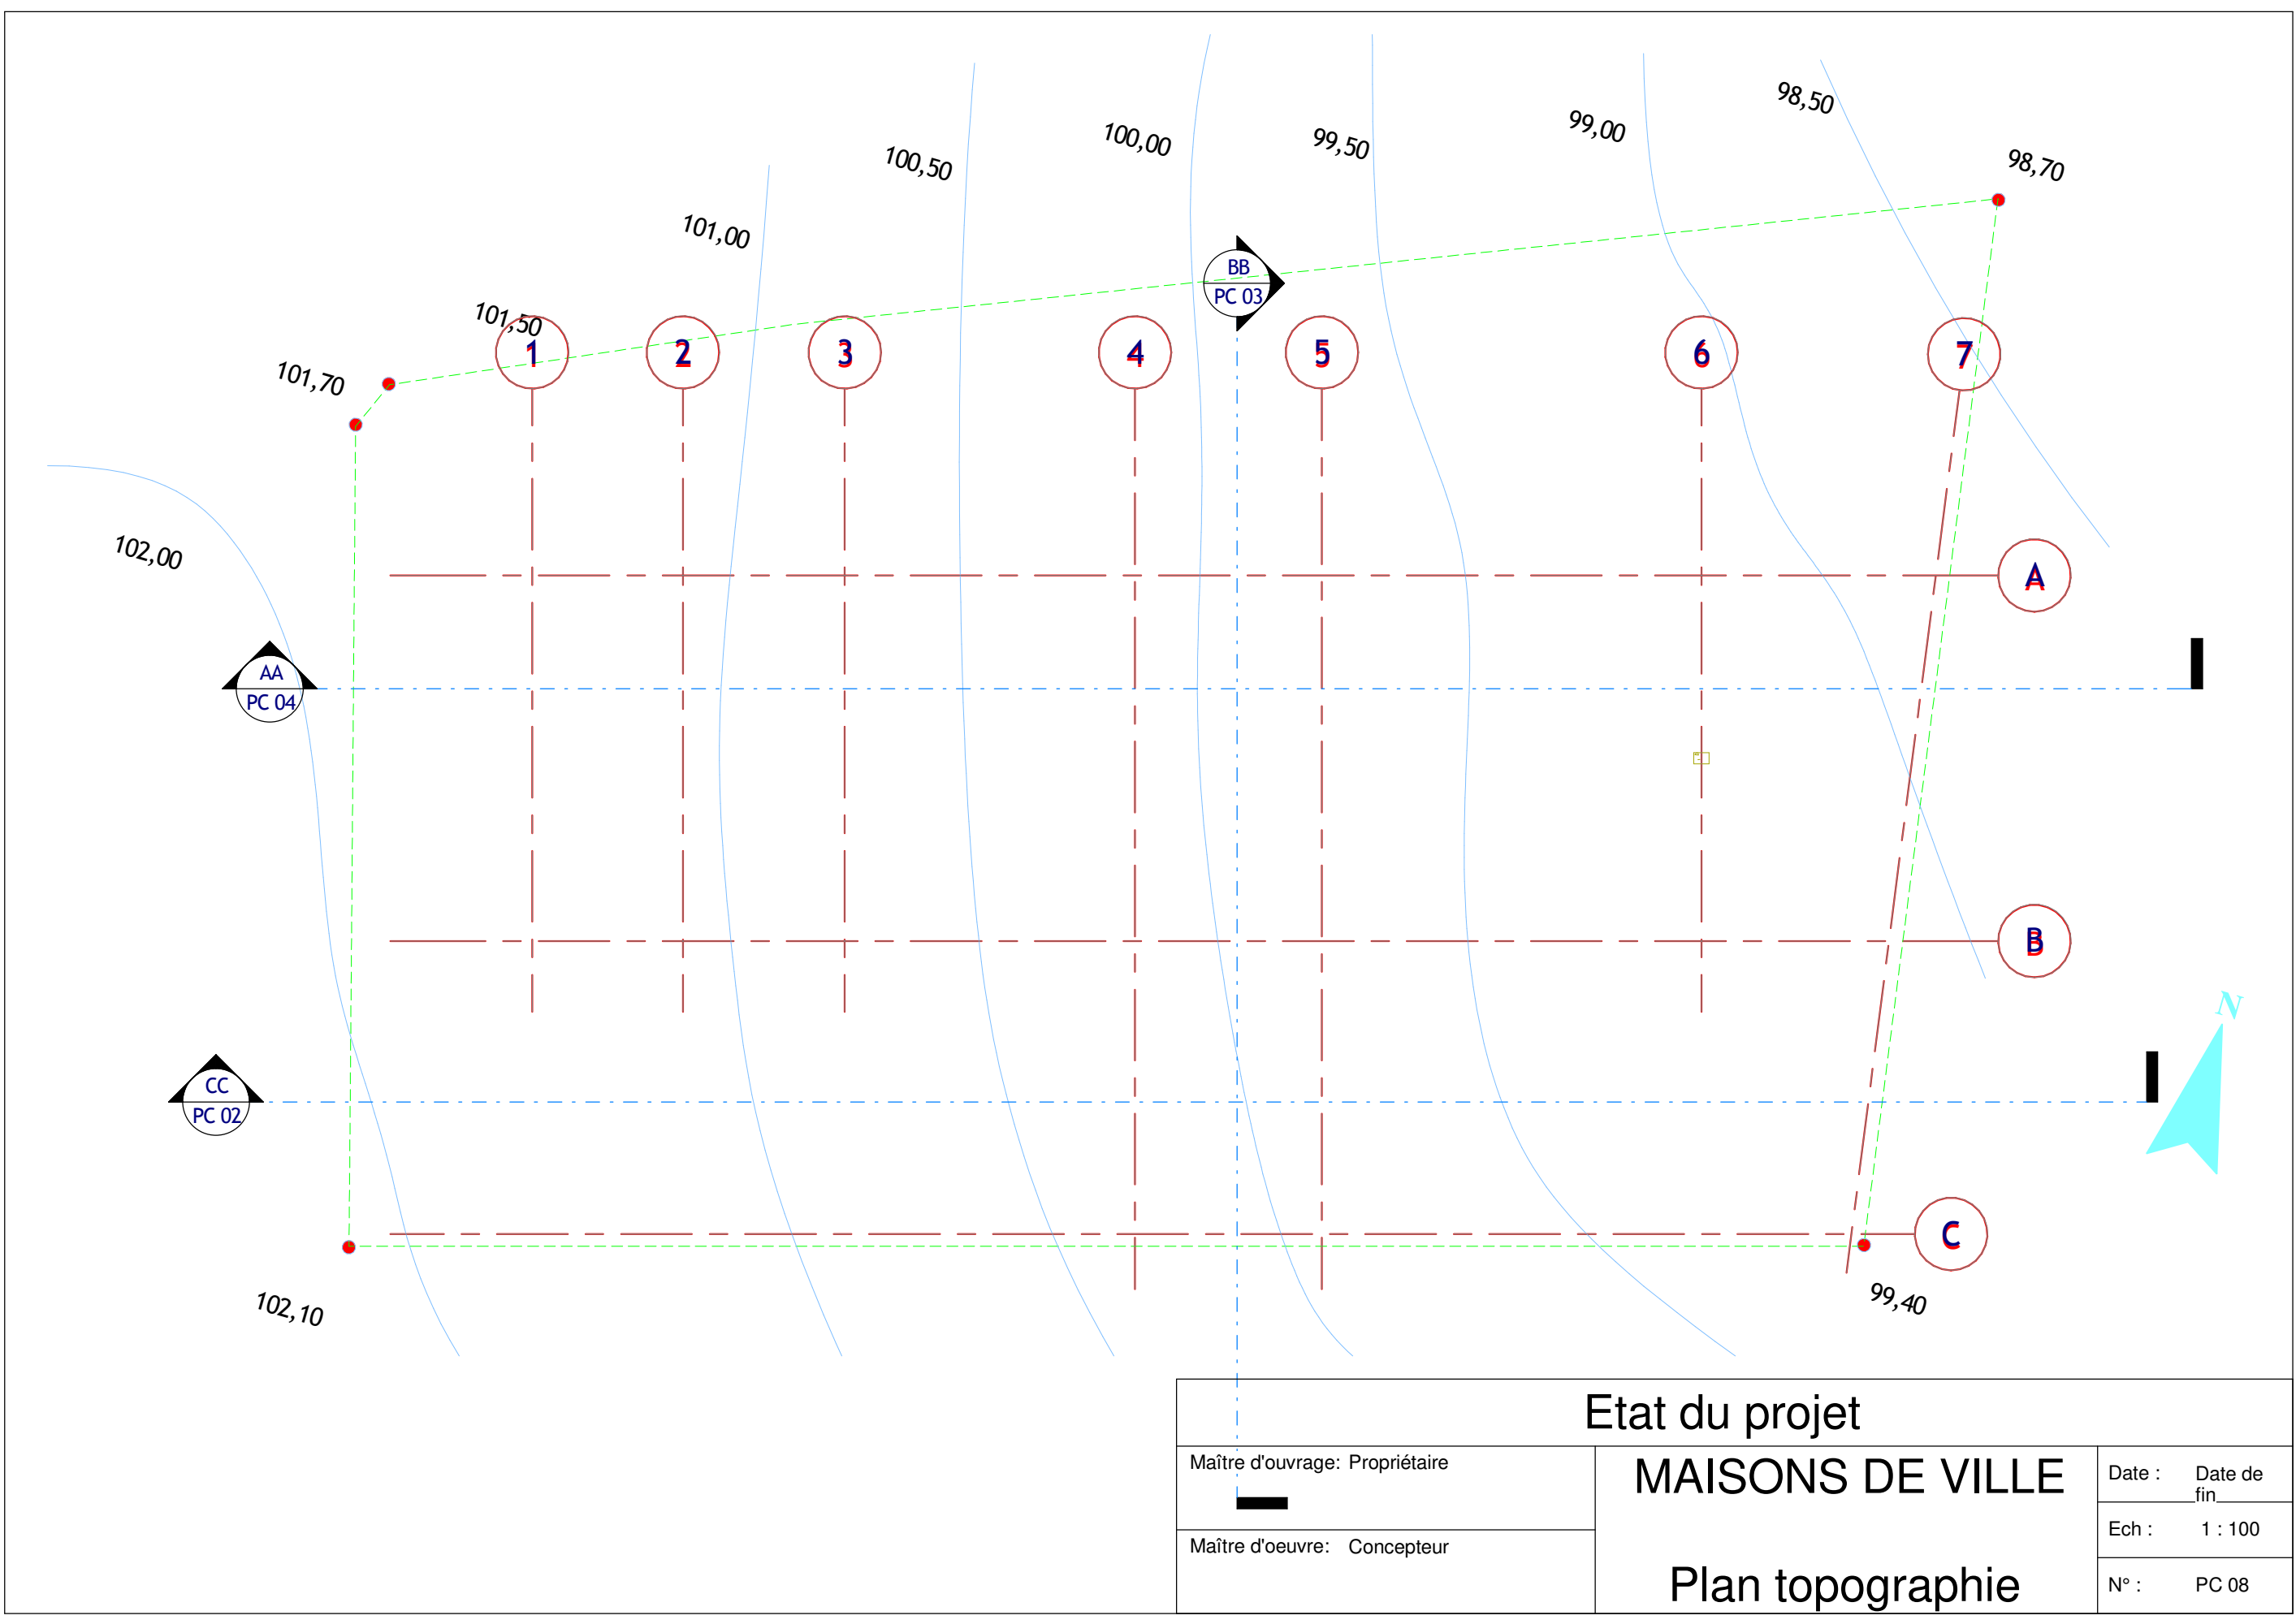 98,50
99,00
99,50
100,00
100,50
98,70
101,00
BB
PC 03
101,50
1
2
3
4
5
6
7
101,70
102,00
A
AA
PC 04
B
N
CC
PC 02
C
102,10
99,40
Etat du projet
Maître d'ouvrage: Propriétaire
MAISONS DE VILLE
Date : Date de
fin
Ech : 1 : 100
Maître d'oeuvre: Concepteur
Plan topographie
N° : PC 08